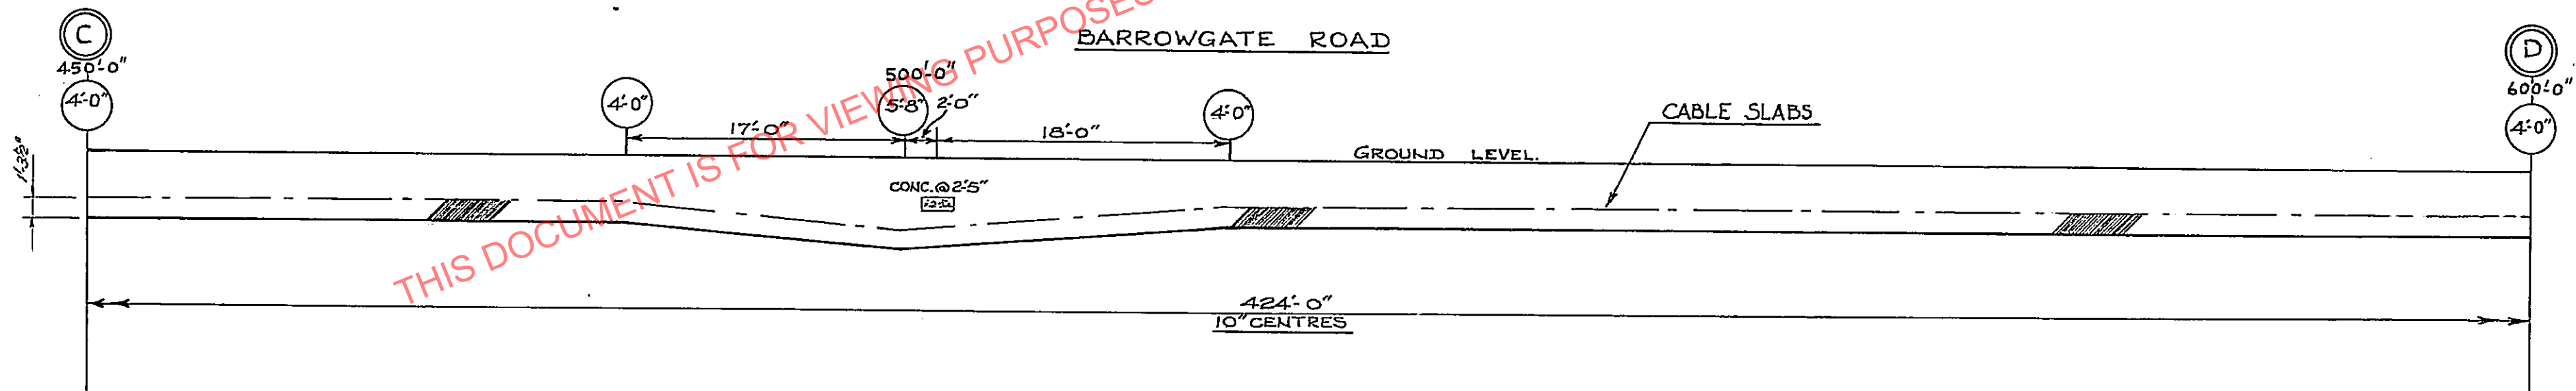 C
450'-0"
4'-0"
BARROWGATE ROAD
D
600'-0"
4'-0"
4'-0"
500'-0"
5'-8"
2'-0"
4'-0"
17'-0"
18'-0"
CABLE SLABS
GROUND LEVEL.
1'-3½"
CONC. @ 2'-5"
424'-0"
10" CENTRES
THIS DOCUMENT IS FOR VIEWING PURPOSES